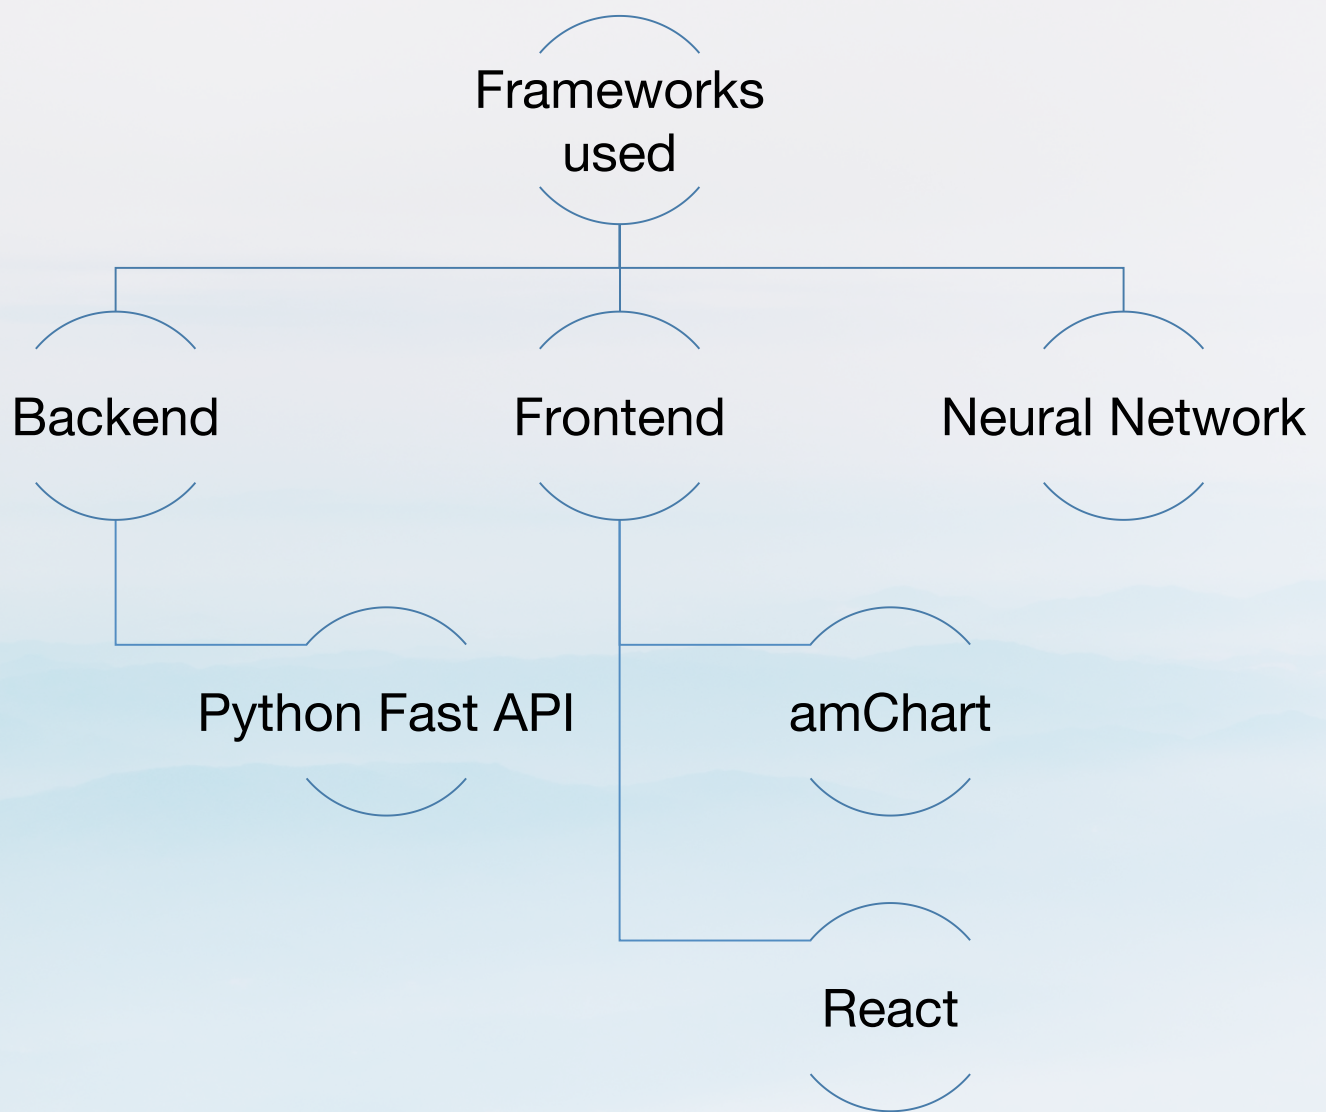 Frameworks
used
Backend
Frontend
Neural Network
Python Fast API
amChart
React